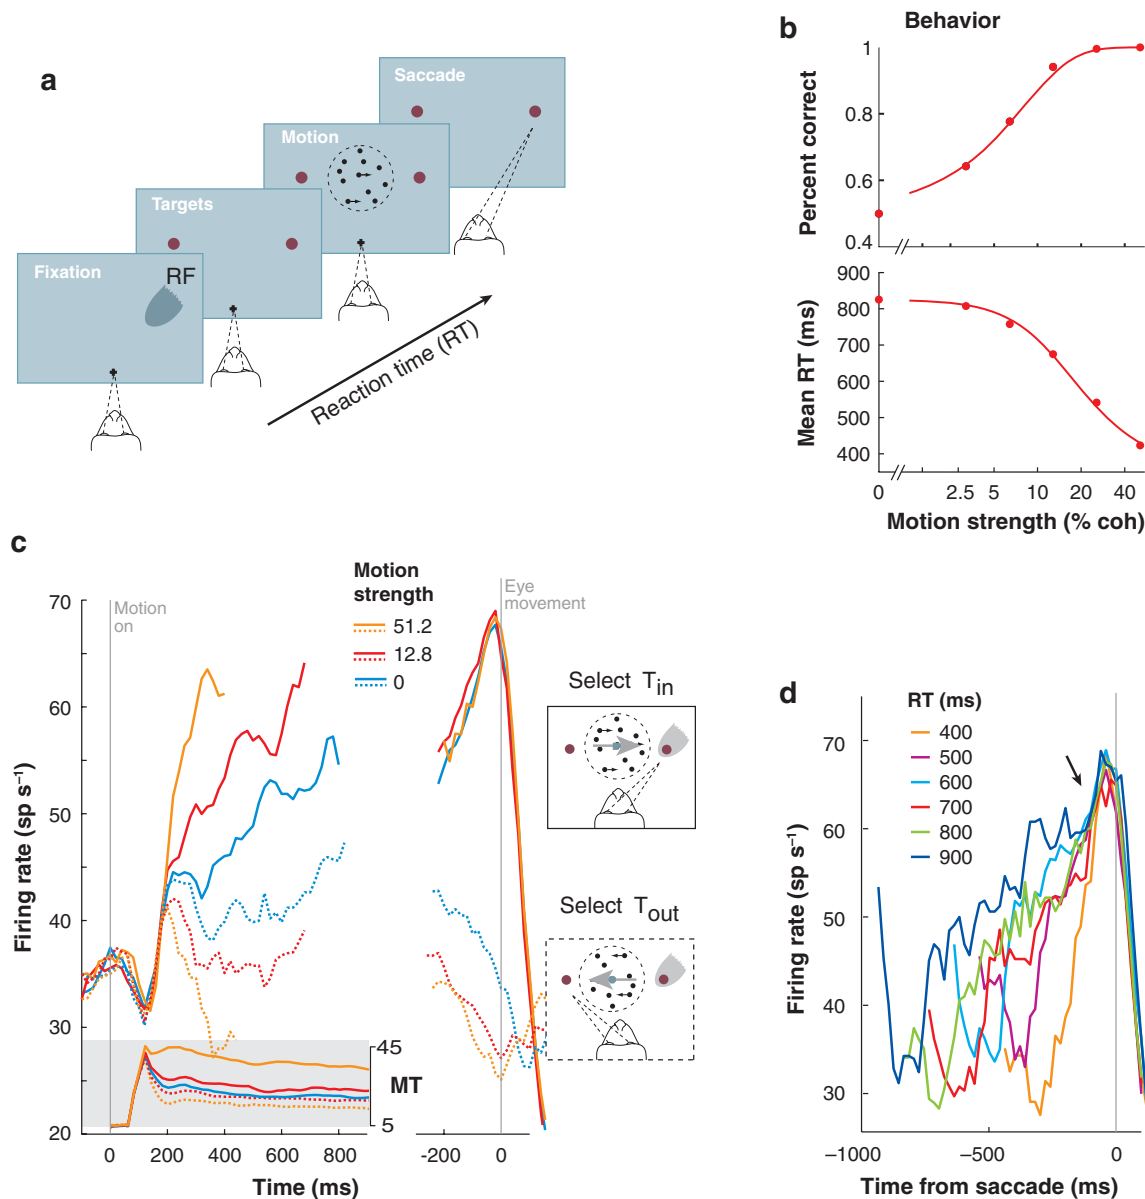 a
Fixation
RF
Targets
Motion
Saccade
Reaction time (RT)
b
Behavior
Percent correct
1
0.8
0.6
0.4
Mean RT (ms)
900
800
700
600
500
400
0
2.5
5
10
20
40
Motion strength (% coh)
c
Firing rate (sp s⁻¹)
70
60
50
40
30
20
Motion
on
Motion
strength
51.2
12.8
0
Eye
movement
45
MT
5
0
200
400
600
800
-200
0
Time (ms)
Select Tin
Select Tout
d
RT (ms)
400
500
600
700
800
900
Firing rate (sp s⁻¹)
70
60
50
40
30
–1000
–500
0
Time from saccade (ms)